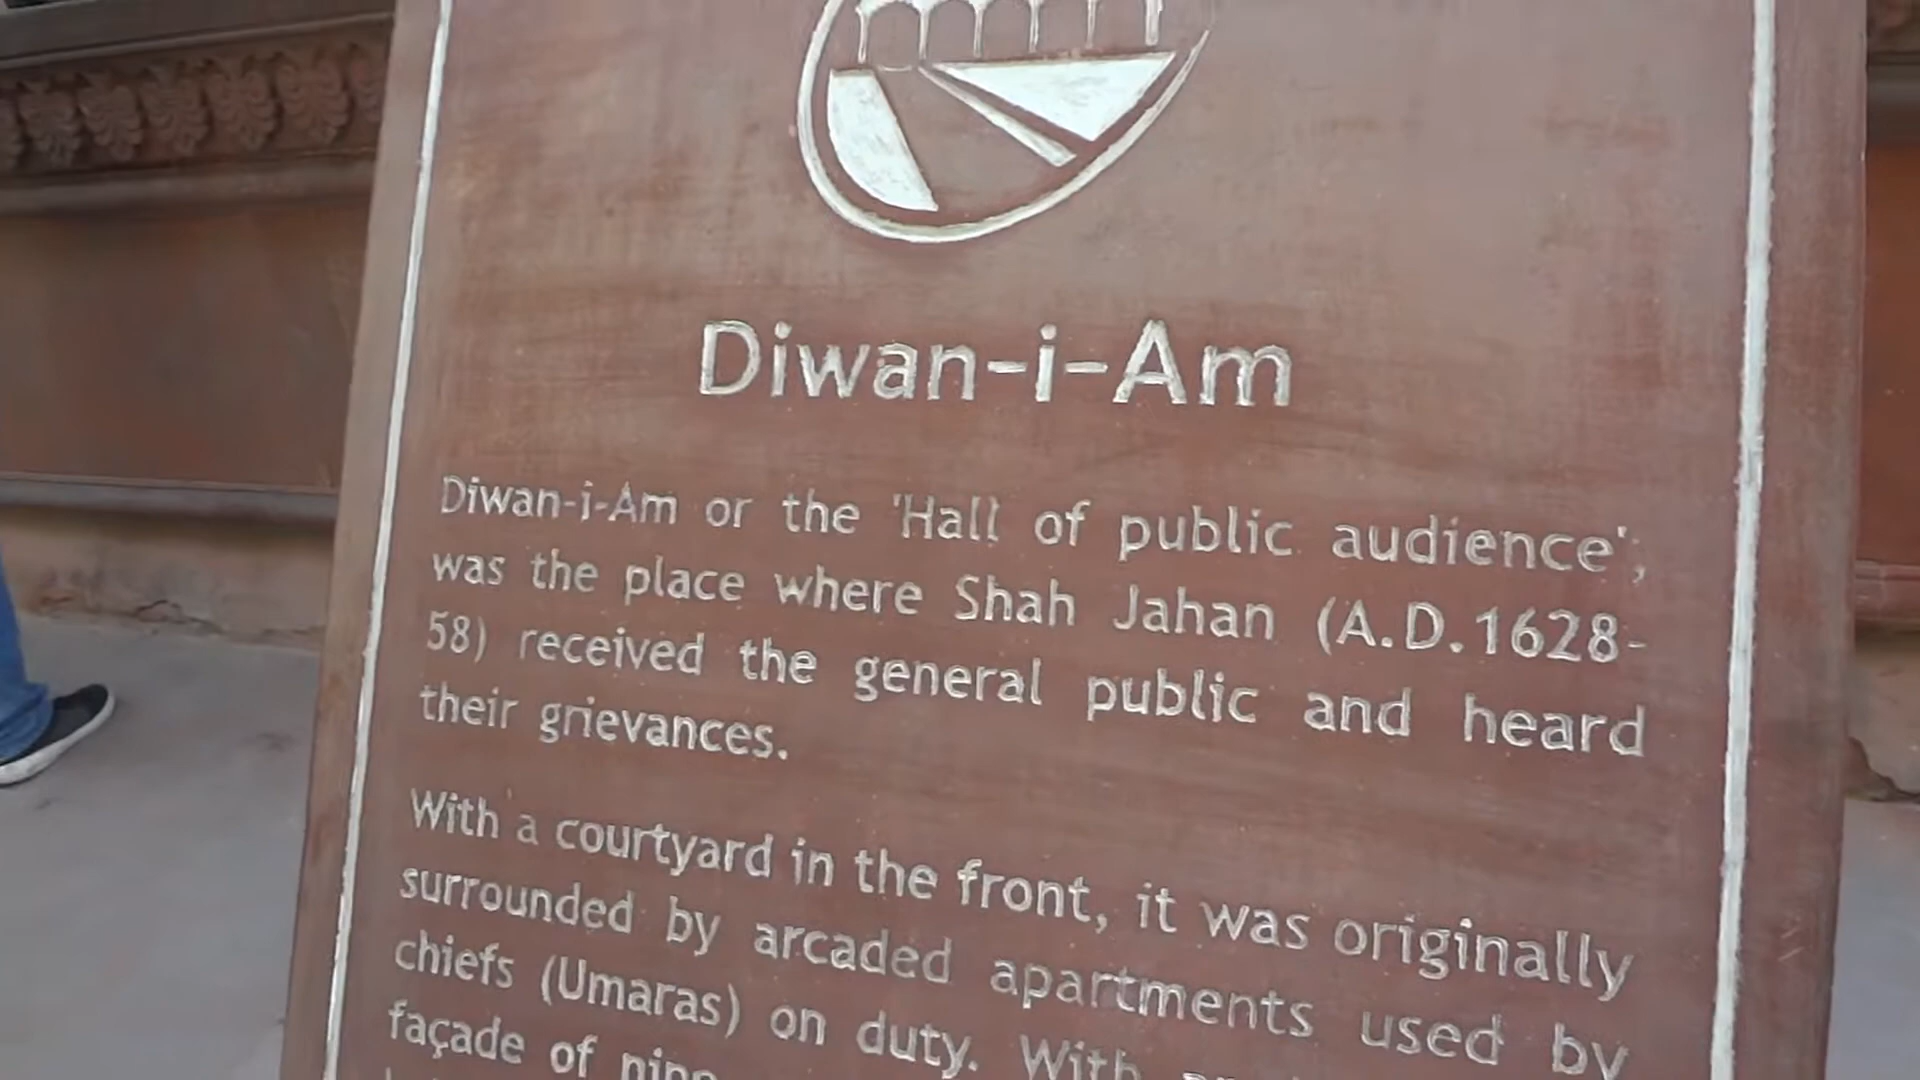 Diwan-i-Am
Diwan-i-Am or the 'Hall of public audience',
was the place where Shah Jahan (A.D.1628-
58) received the general public and heard
their grievances.
With a courtyard in the front, it was originally
surrounded by arcaded apartments used by
chiefs (Umaras) on duty. With
façade of